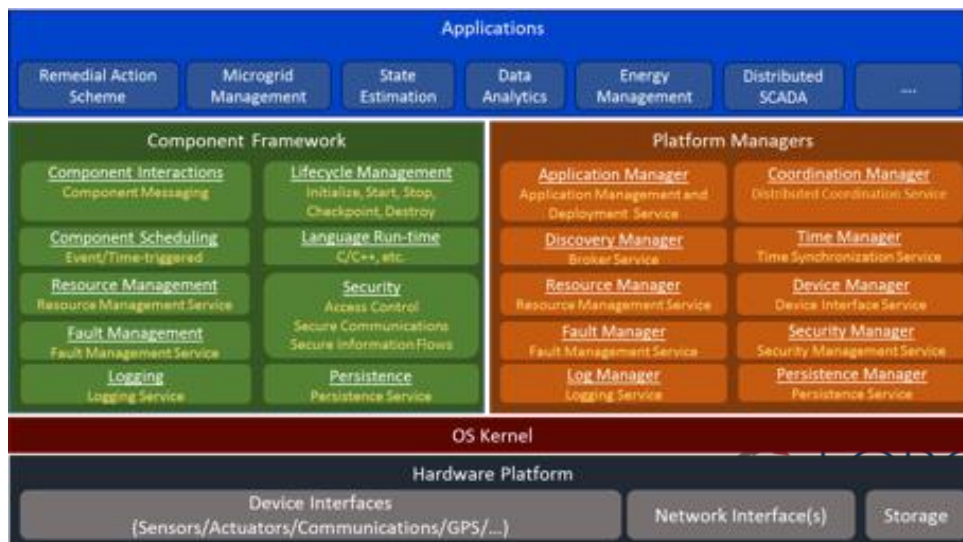 Applications
Remedial Action
Scheme
Microgrid
Management
State
Estimation
Data
Analytics
Energy
Management
Distributed
SCADA
....
Component Framework
Component Interactions
Component Messaging
Lifecycle Management
Initialize, Start, Stop,
Checkpoint, Destroy
Component Scheduling
Event/Time-triggered
Language Run-time
C/C++, etc.
Resource Management
Resource Management Service
Security
Access Control
Secure Communications
Secure Information Flows
Fault Management
Fault Management Service
Logging
Logging Service
Persistence
Persistence Service
Platform Managers
Application Manager
Application Management and
Deployment Service
Coordination Manager
Distributed Coordination Service
Discovery Manager
Broker Service
Time Manager
Time Synchronization Service
Resource Manager
Resource Management Service
Device Manager
Device Interface Service
Fault Manager
Fault Management Service
Security Manager
Security Management Service
Log Manager
Logging Service
Persistence Manager
Persistence Service
OS Kernel
Hardware Platform
Device Interfaces
(Sensors/Actuators/Communications/GPS/...)
Network Interface(s)
Storage